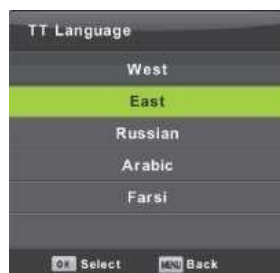 TT Language
West
East
Russian
Arabic
Farsi
OK Select MENU Back